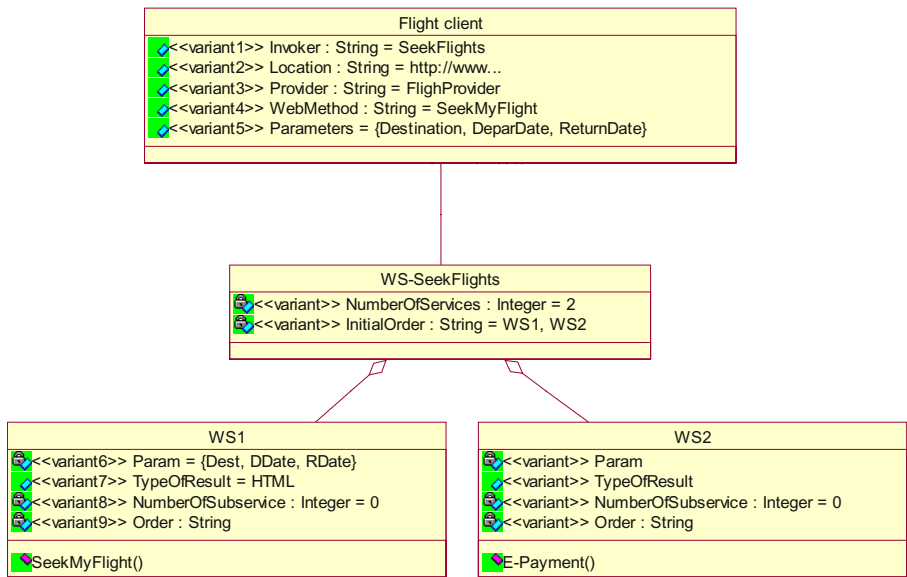 Flight client
<<variant1>> Invoker : String = SeekFlights
<<variant2>> Location : String = http://www...
<<variant3>> Provider : String = FlighProvider
<<variant4>> WebMethod : String = SeekMyFlight
<<variant5>> Parameters = {Destination, DeparDate, ReturnDate}
WS-SeekFlights
<<variant>> NumberOfServices : Integer = 2
<<variant>> InitialOrder : String = WS1, WS2
WS1
<<variant6>> Param = {Dest, DDate, RDate}
<<variant7>> TypeOfResult = HTML
<<variant8>> NumberOfSubservice : Integer = 0
<<variant9>> Order : String
SeekMyFlight()
WS2
<<variant>> Param
<<variant>> TypeOfResult
<<variant>> NumberOfSubservice : Integer = 0
<<variant>> Order : String
E-Payment()